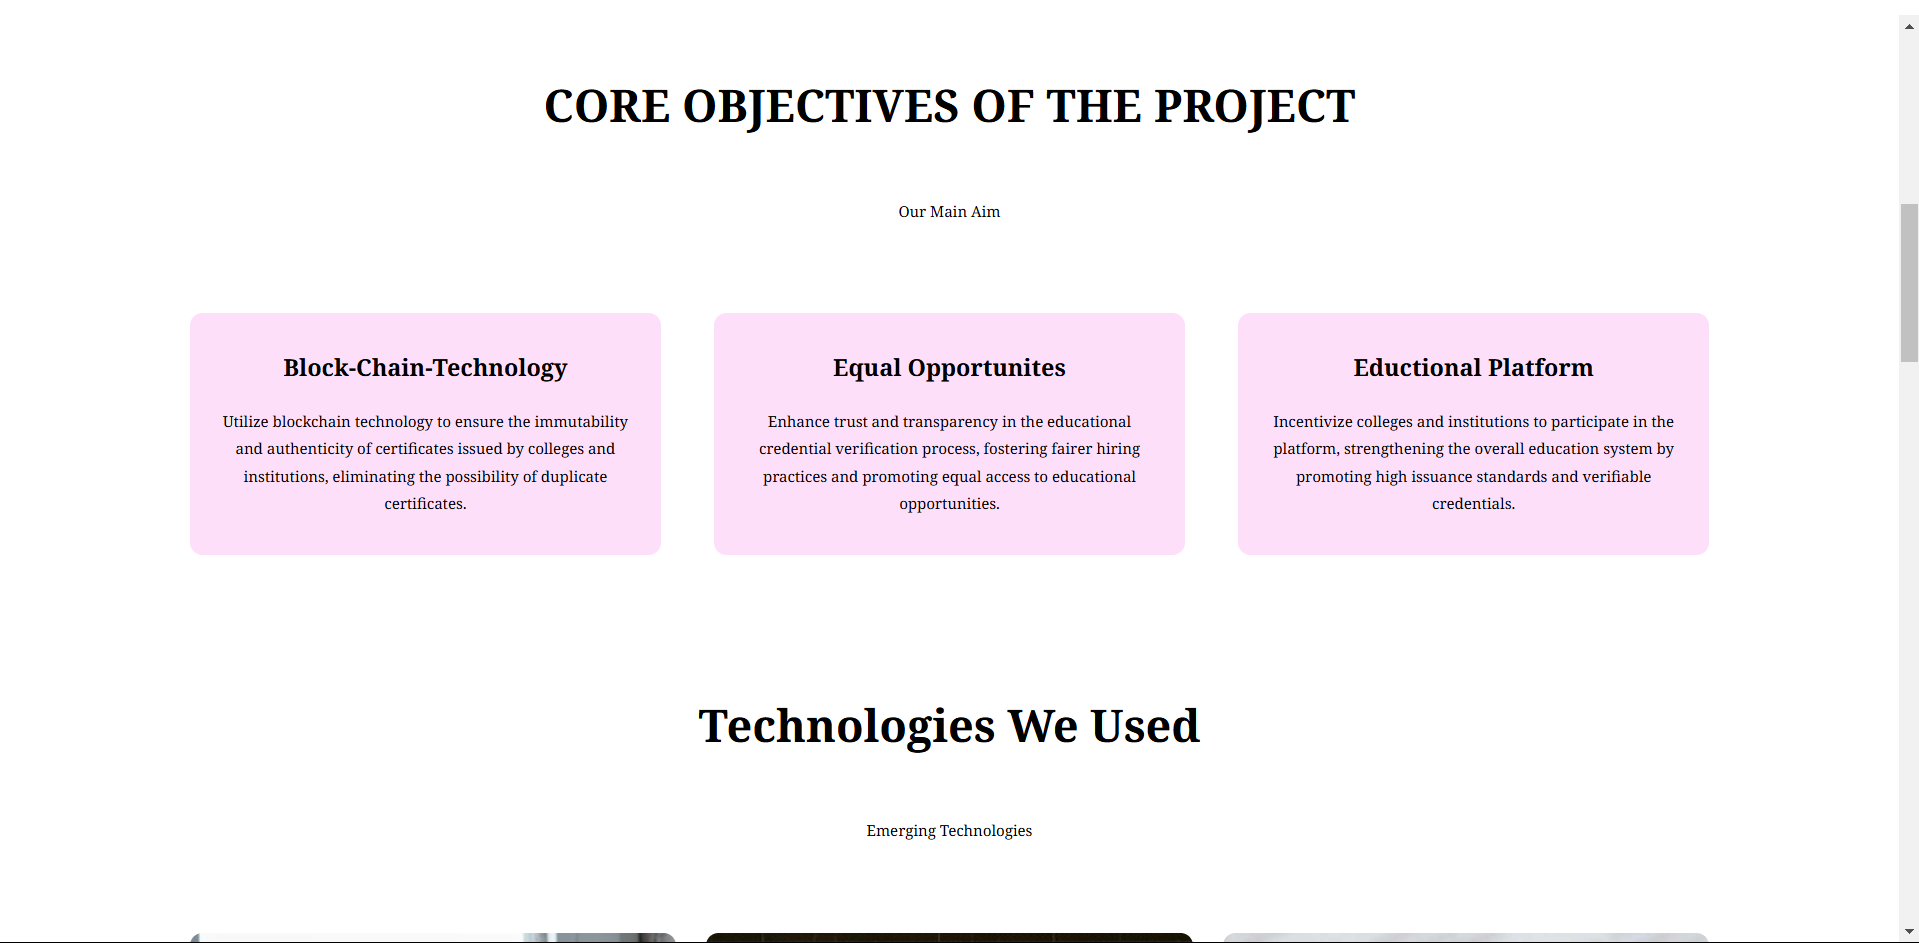 CORE OBJECTIVES OF THE PROJECT
Our Main Aim
Block-Chain-Technology
Utilize blockchain technology to ensure the immutability
and authenticity of certificates issued by colleges and
institutions, eliminating the possibility of duplicate
certificates.
Equal Opportunites
Enhance trust and transparency in the educational
credential verification process, fostering fairer hiring
practices and promoting equal access to educational
opportunities.
Eductional Platform
Incentivize colleges and institutions to participate in the
platform, strengthening the overall education system by
promoting high issuance standards and verifiable
credentials.
Technologies We Used
Emerging Technologies